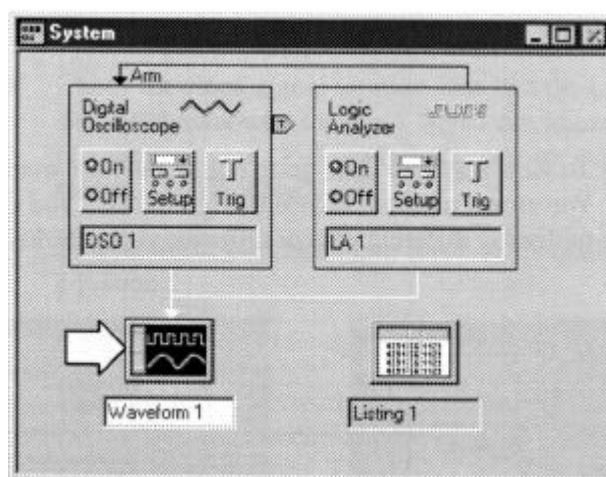 System
Arm
Digital
Oscilloscope
T
Logic
Analyzer
On
Off
Setup
Trig
On
Off
Setup
Trig
DSO 1
LA 1
Waveform 1
Listing 1